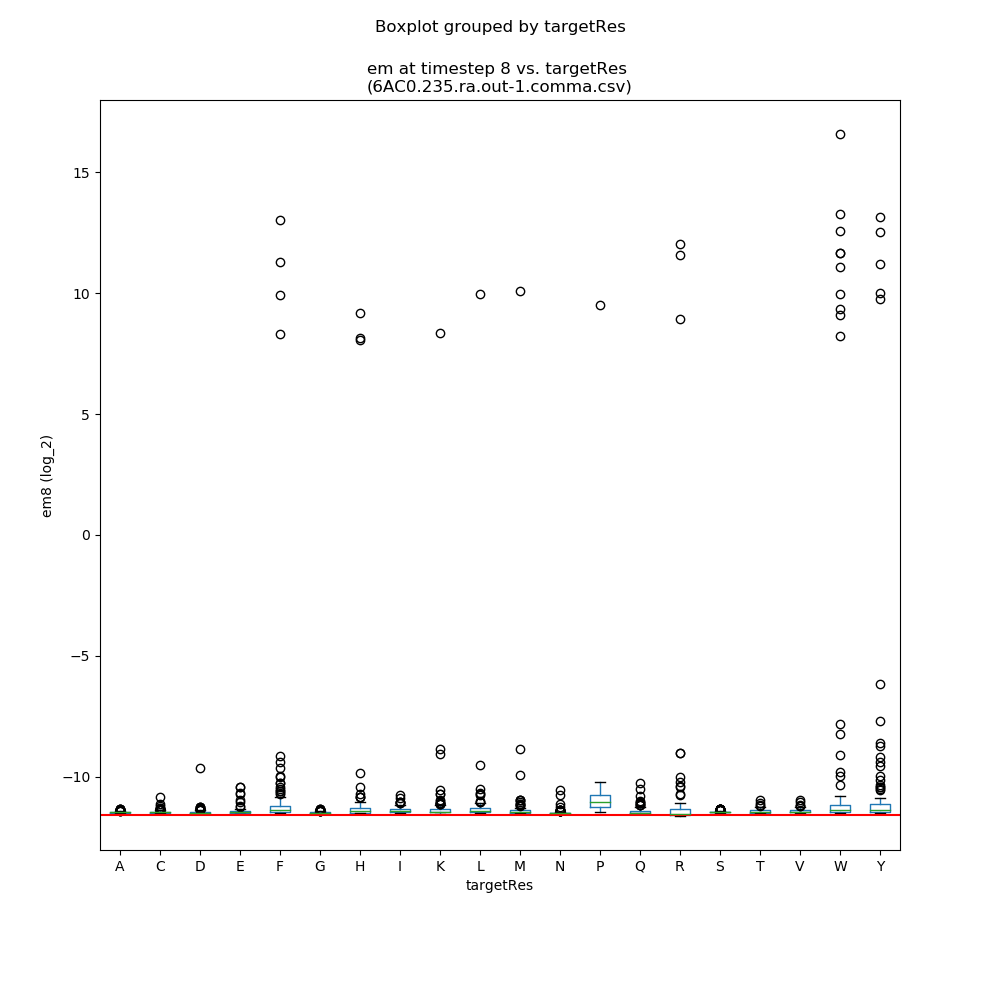 Boxplot grouped by targetRes
em at timestep 8 vs. targetRes
(6AC0.235.ra.out-1.comma.csv)
15
10
5
0
−5
−10
em8 (log_2)
A C D E F G H I K L M N P Q R S T V W Y
targetRes